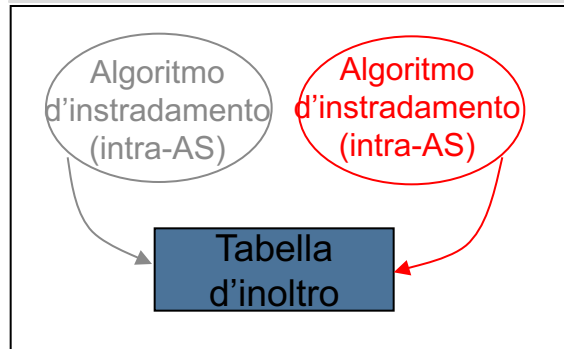 Algoritmo
d'instradamento
(intra-AS)
Algoritmo
d'instradamento
(intra-AS)
Tabella
d'inoltro